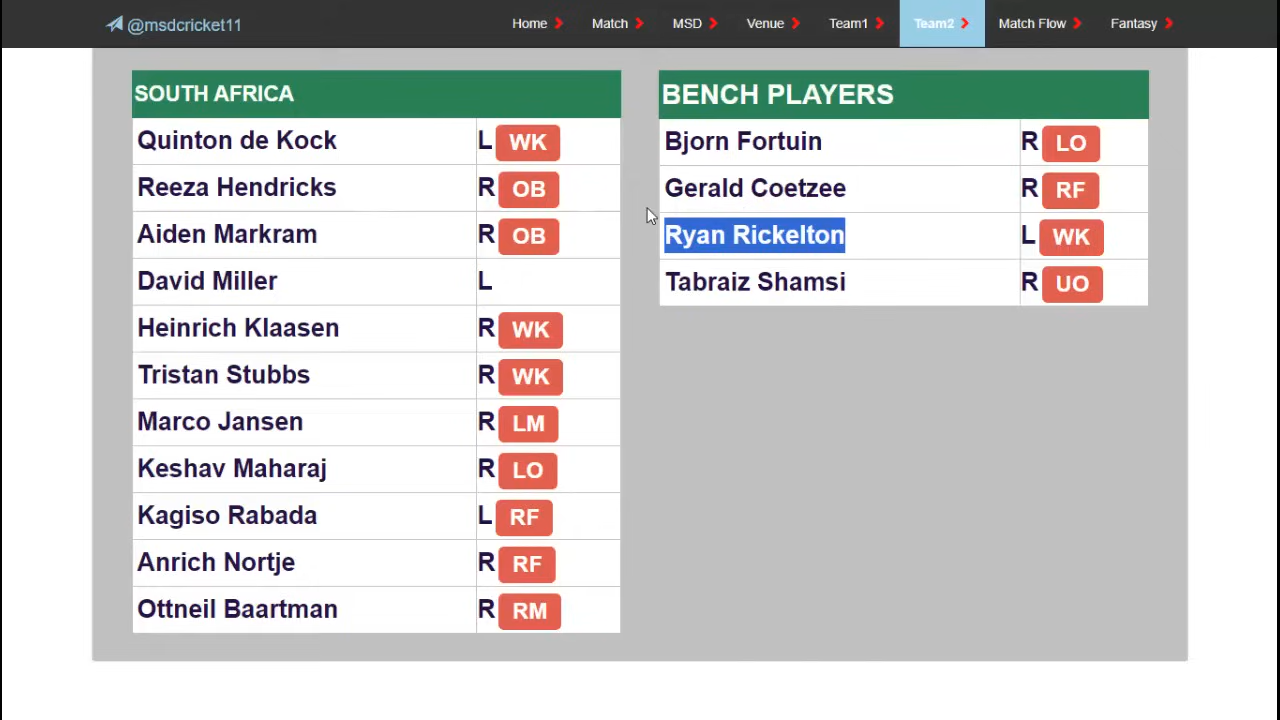 @msdcricket11 Home Match MSD Venue Team1 Team2 Match Flow Fantasy
SOUTH AFRICA
Quinton de Kock L WK
Reeza Hendricks R OB
Aiden Markram R OB
David Miller L
Heinrich Klaasen R WK
Tristan Stubbs R WK
Marco Jansen R LM
Keshav Maharaj R LO
Kagiso Rabada L RF
Anrich Nortje R RF
Ottneil Baartman R RM
BENCH PLAYERS
Bjorn Fortuin R LO
Gerald Coetzee R RF
Ryan Rickelton L WK
Tabraiz Shamsi R UO